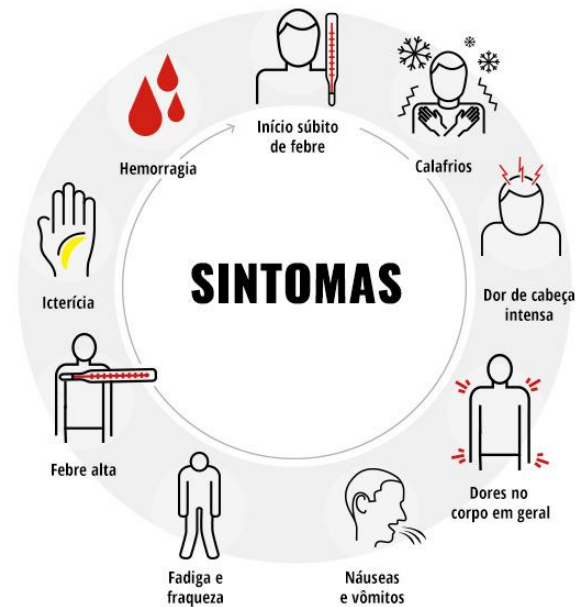 SINTOMAS
Início súbito
de febre
Calafrios
Dor de cabeça
intensa
Dores no
corpo em geral
Náuseas
e vômitos
Fadiga e
fraqueza
Febre alta
Icterícia
Hemorragia